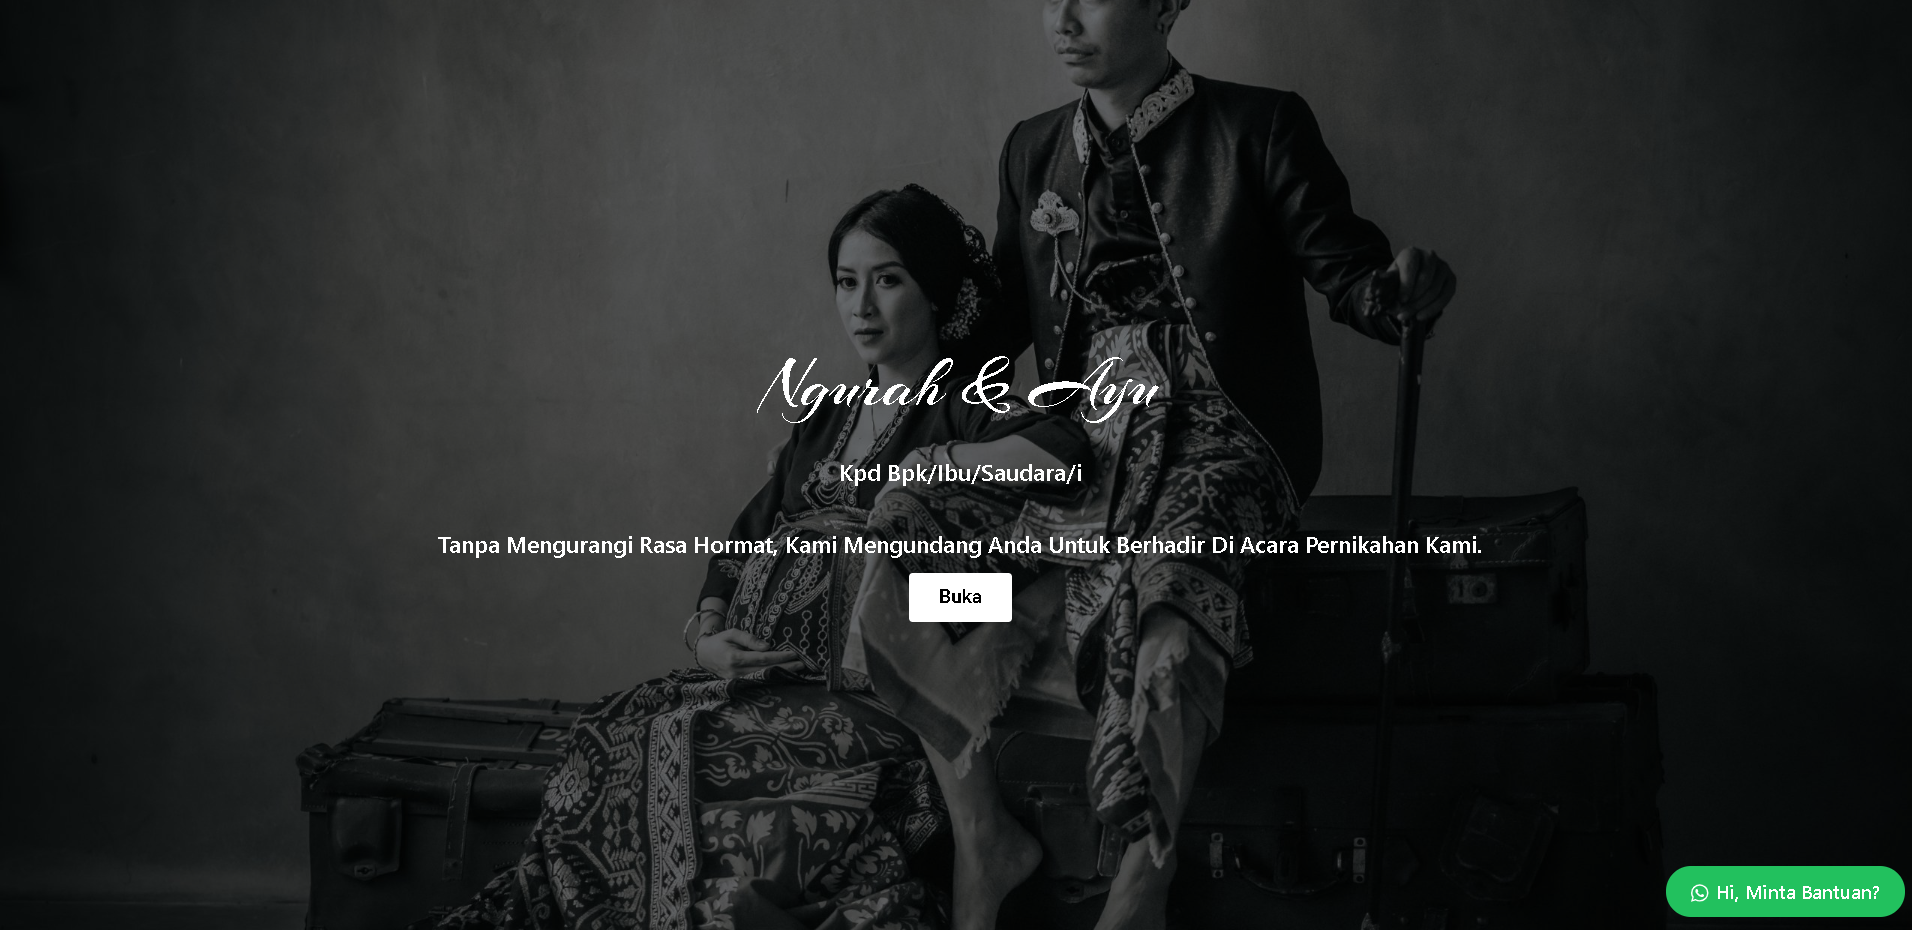 Ngurah & Ayu
Kpd Bpk/Ibu/Saudara/i
Tanpa Mengurangi Rasa Hormat, Kami Mengundang Anda Untuk Berhadir Di Acara Pernikahan Kami.
Buka
Hi, Minta Bantuan?